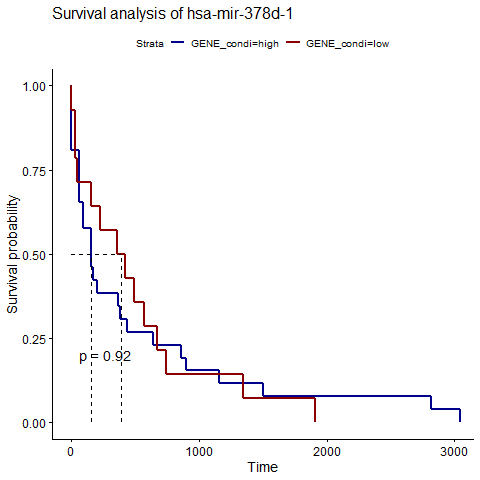 Survival analysis of hsa-mir-378d-1
Strata GENE_condi=high GENE_condi=low
1.00
0.75
0.50
0.25
0.00
Survival probability
p = 0.92
0 1000 2000 3000
Time